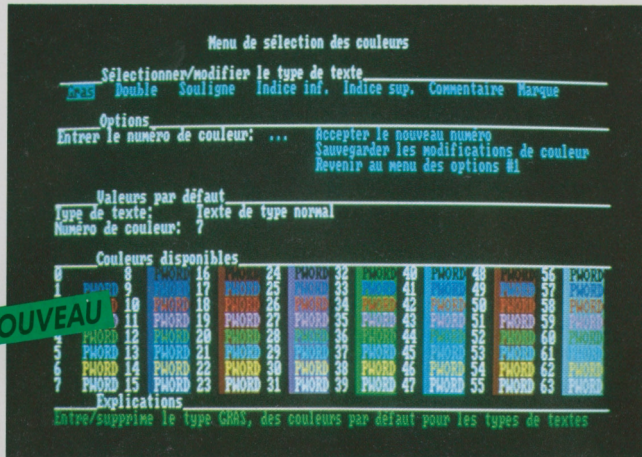 Menu de sélection des couleurs
Sélectionner/modifier le type de texte
Gras Double Souligne Indice inf. Indice sup. Commentaire Marque
Options
Entrer le numéro de couleur: ... Accepter le nouveau numéro
Sauvegarder les modifications de couleur
Revenir au menu des options #1
Valeurs par défaut
Type de texte: Texte de type normal
Numéro de couleur: 7
Couleurs disponibles
0 8 PWORD 16 PWORD 24 PWORD 32 PWORD 40 PWORD 48 PWORD 56 PWORD
1 PWORD 9 PWORD 17 PWORD 25 PWORD 33 PWORD 41 PWORD 49 PWORD 57 PWORD
10 PWORD 18 PWORD 26 PWORD 34 PWORD 42 PWORD 50 PWORD 58 PWORD
OUVEAU
11 PWORD 19 PWORD 27 PWORD 35 PWORD 43 PWORD 51 PWORD 59 PWORD
4 PWORD 12 PWORD 20 PWORD 28 PWORD 36 PWORD 44 PWORD 52 PWORD 60 PWORD
5 PWORD 13 PWORD 21 PWORD 29 PWORD 37 PWORD 45 PWORD 53 PWORD 61 PWORD
6 PWORD 14 PWORD 22 PWORD 30 PWORD 38 PWORD 46 PWORD 54 PWORD 62 PWORD
7 PWORD 15 PWORD 23 PWORD 31 PWORD 39 PWORD 47 PWORD 55 PWORD 63 PWORD
Explications
Entre/supprime le type GRAS, des couleurs par défaut pour les types de textes